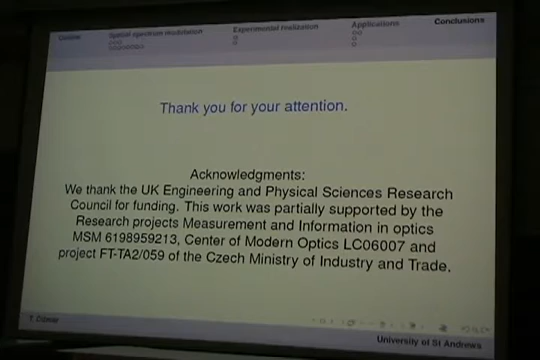 Outline Spatial spectrum modulation Experimental realization Applications Conclusions
Thank you for your attention.
Acknowledgments:
We thank the UK Engineering and Physical Sciences Research
Council for funding. This work was partially supported by the
Research projects Measurement and Information in optics
MSM 6198959213, Center of Modern Optics LC06007 and
project FT-TA2/059 of the Czech Ministry of Industry and Trade.
University of St Andrews